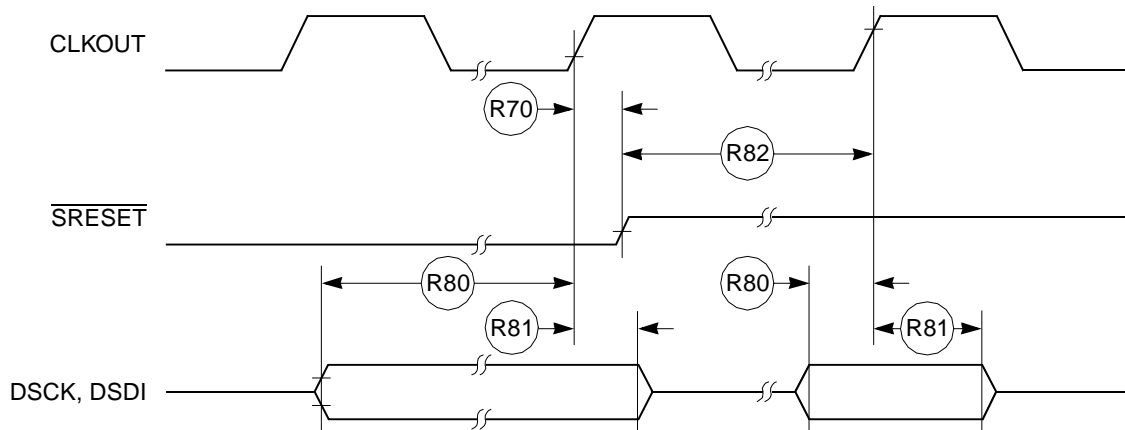 CLKOUT
R70
R82
SRESET
R80
R80
R81
R81
DSCK, DSDI